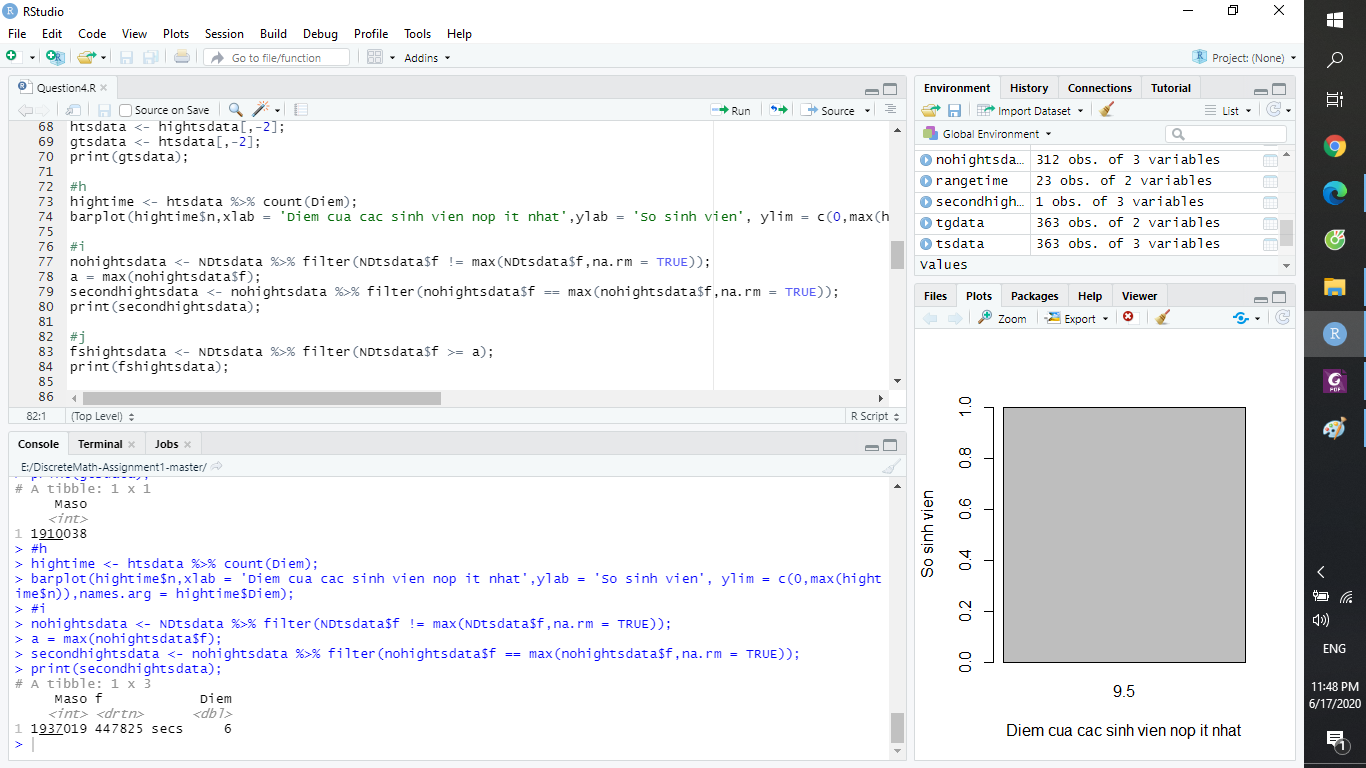 RStudio
File Edit Code View Plots Session Build Debug Profile Tools Help
Go to file/function Addins Project: (None)
Question4.R
Source on Save Run Source
68 htsdata <- hightsdata[,-2];
69 gtsdata <- htsdata[,-2];
70 print(gtsdata);
71
72 #h
73 hightime <- htsdata %>% count(Diem);
74 barplot(hightime$n,xlab = 'Diem cua cac sinh vien nop it nhat',ylab = 'So sinh vien', ylim = c(0,max(h
75
76 #i
77 nohightsdata <- NDtsdata %>% filter(NDtsdata$f != max(NDtsdata$f,na.rm = TRUE));
78 a = max(nohightsdata$f);
79 secondhightsdata <- nohightsdata %>% filter(nohightsdata$f == max(nohightsdata$f,na.rm = TRUE));
80 print(secondhightsdata);
81
82 #j
83 fshightsdata <- NDtsdata %>% filter(NDtsdata$f >= a);
84 print(fshightsdata);
85
86
82:1 (Top Level) R Script
Console Terminal Jobs
E:/DiscreteMath-Assignment1-master/
> print(gtsdata);
# A tibble: 1 x 1
Maso
<int>
1 1910038
> #h
> hightime <- htsdata %>% count(Diem);
> barplot(hightime$n,xlab = 'Diem cua cac sinh vien nop it nhat',ylab = 'So sinh vien', ylim = c(0,max(hight
ime$n)),names.arg = hightime$Diem);
> #i
> nohightsdata <- NDtsdata %>% filter(NDtsdata$f != max(NDtsdata$f,na.rm = TRUE));
> a = max(nohightsdata$f);
> secondhightsdata <- nohightsdata %>% filter(nohightsdata$f == max(nohightsdata$f,na.rm = TRUE));
> print(secondhightsdata);
# A tibble: 1 x 3
Maso f Diem
<int> <drtn> <dbl>
1 1937019 447825 secs 6
>
Environment History Connections Tutorial
Import Dataset List
Global Environment
nohightsda… 312 obs. of 3 variables
rangetime 23 obs. of 2 variables
secondhigh… 1 obs. of 3 variables
tgdata 363 obs. of 2 variables
tsdata 363 obs. of 3 variables
values
Files Plots Packages Help Viewer
Zoom Export
1.0
0.8
0.6
0.4
0.2
0.0
So sinh vien
9.5
Diem cua cac sinh vien nop it nhat
R
R
PDF
ENG
11:48 PM
6/17/2020
1